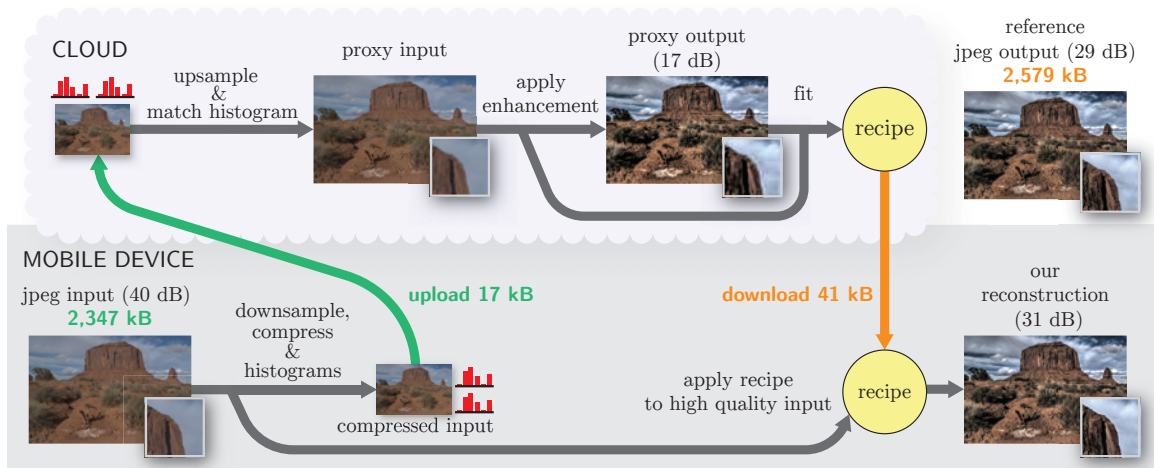 CLOUD
upsample
&
match histogram
proxy input
apply
enhancement
proxy output
(17 dB)
fit
recipe
reference
jpeg output (29 dB)
2,579 kB
MOBILE DEVICE
jpeg input (40 dB)
2,347 kB
downsample,
compress
&
histograms
upload 17 kB
compressed input
download 41 kB
apply recipe
to high quality input
recipe
our
reconstruction
(31 dB)